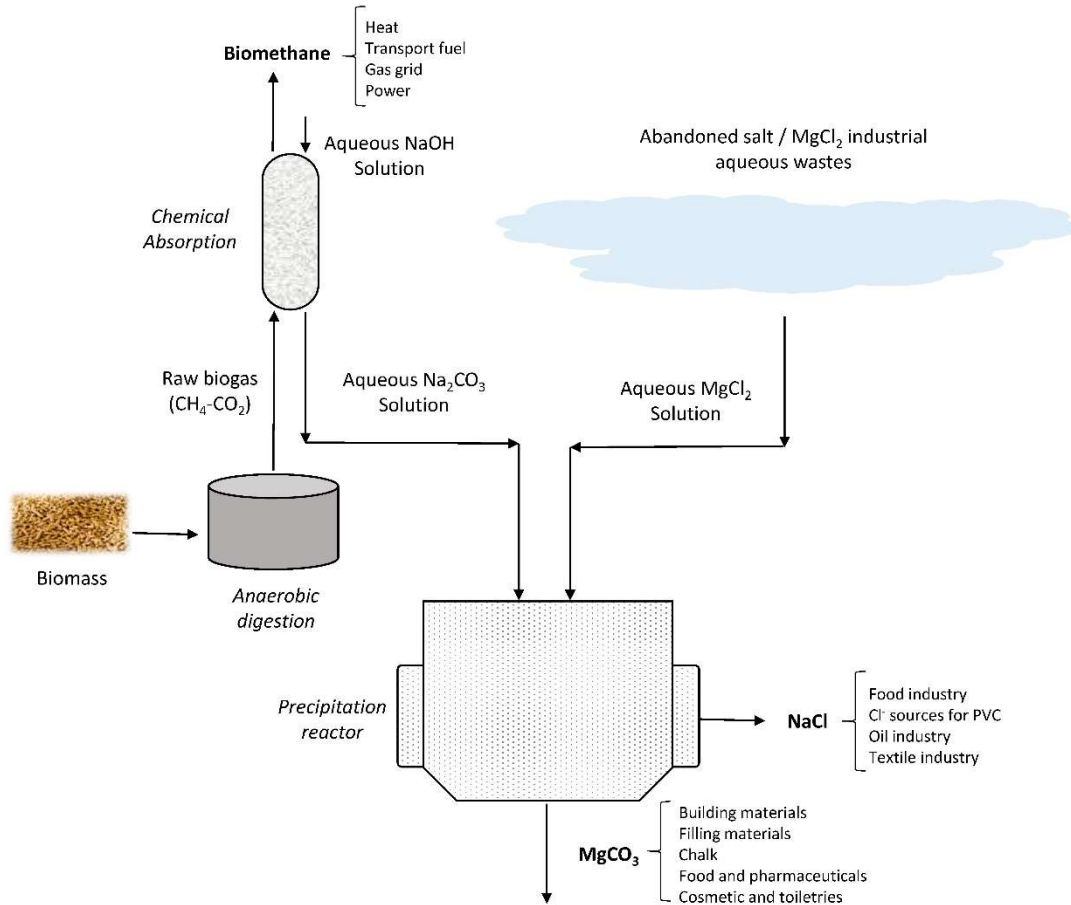 Biomethane
Heat
Transport fuel
Gas grid
Power
Aqueous NaOH
Solution
Abandoned salt / MgCl₂ industrial
aqueous wastes
Chemical
Absorption
Raw biogas
(CH₄-CO₂)
Aqueous Na₂CO₃
Solution
Aqueous MgCl₂
Solution
Biomass
Anaerobic
digestion
Precipitation
reactor
NaCl
Food industry
Cl⁻ sources for PVC
Oil industry
Textile industry
MgCO₃
Building materials
Filling materials
Chalk
Food and pharmaceuticals
Cosmetic and toiletries